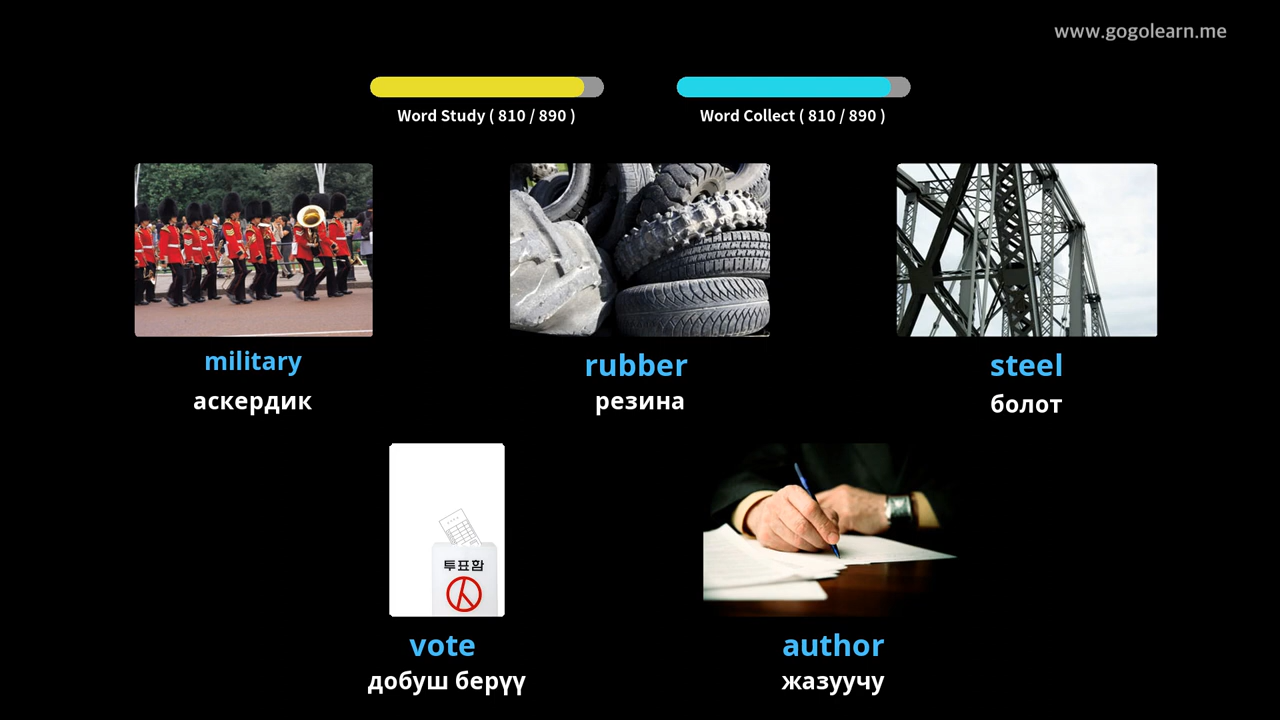 www.gogolearn.me
Word Study ( 810 / 890 )
Word Collect ( 810 / 890 )
military
rubber
steel
аскердик
резина
болот
투표함
vote
author
добуш берүү
жазуучу